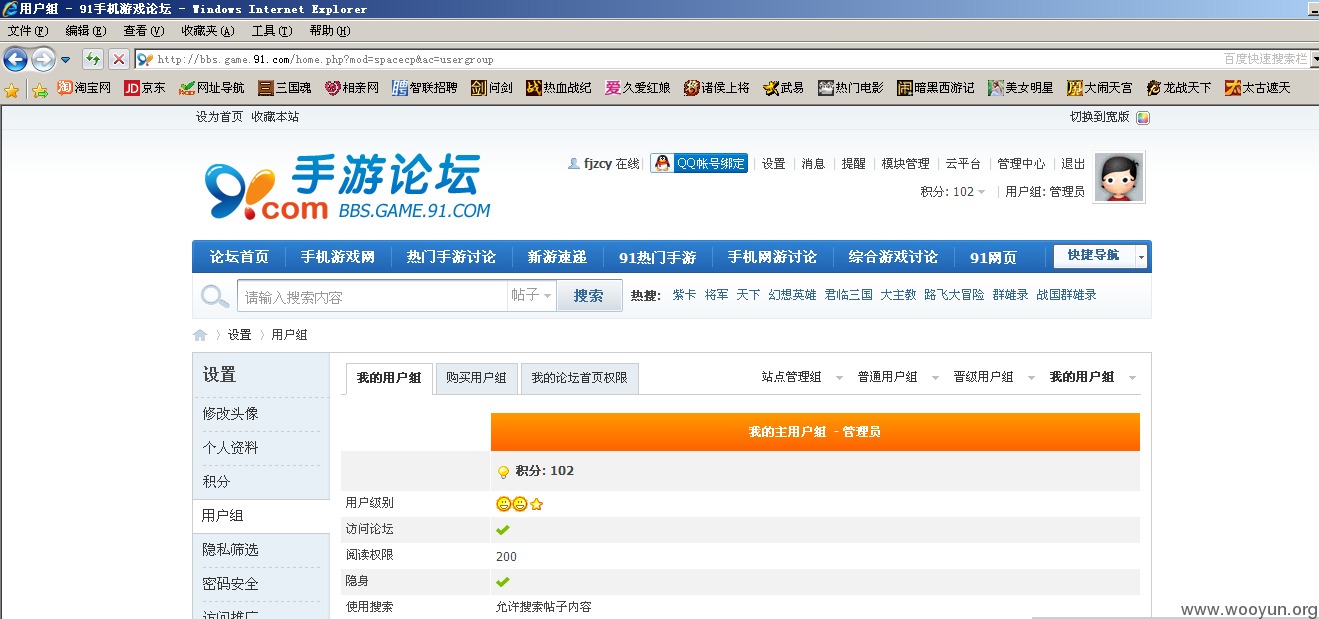 用户组 - 91手机游戏论坛 - Windows Internet Explorer
文件(F) 编辑(E) 查看(V) 收藏夹(A) 工具(T) 帮助(H)
http://bbs.game.91.com/home.php?mod=spacecp&ac=usergroup 百度快速搜索栏
淘宝网 京东 网址导航 三国魂 相亲网 智联招聘 问剑 热血战纪 久爱红娘 诸侯上将 武易 热门电影 暗黑西游记 美女明星 大闹天宫 龙战天下 太古遮天
设为首页 收藏本站 切换到宽版
91.com 手游论坛 BBS.GAME.91.COM
fjzcy 在线 QQ帐号绑定 设置 消息 提醒 模块管理 云平台 管理中心 退出
积分: 102 用户组: 管理员
论坛首页 手机游戏网 热门手游讨论 新游速递 91热门手游 手机网游讨论 综合游戏讨论 91网页 快捷导航
请输入搜索内容 帖子 搜索 热搜: 紫卡 将军 天下 幻想英雄 君临三国 大主教 路飞大冒险 群雄录 战国群雄录
设置 用户组
设置
修改头像
个人资料
积分
用户组
隐私筛选
密码安全
访问推广
我的用户组 购买用户组 我的论坛首页权限 站点管理组 普通用户组 晋级用户组 我的用户组
我的主用户组 - 管理员
积分: 102
用户级别
访问论坛
阅读权限 200
隐身
使用搜索 允许搜索帖子内容
www.wooyun.org